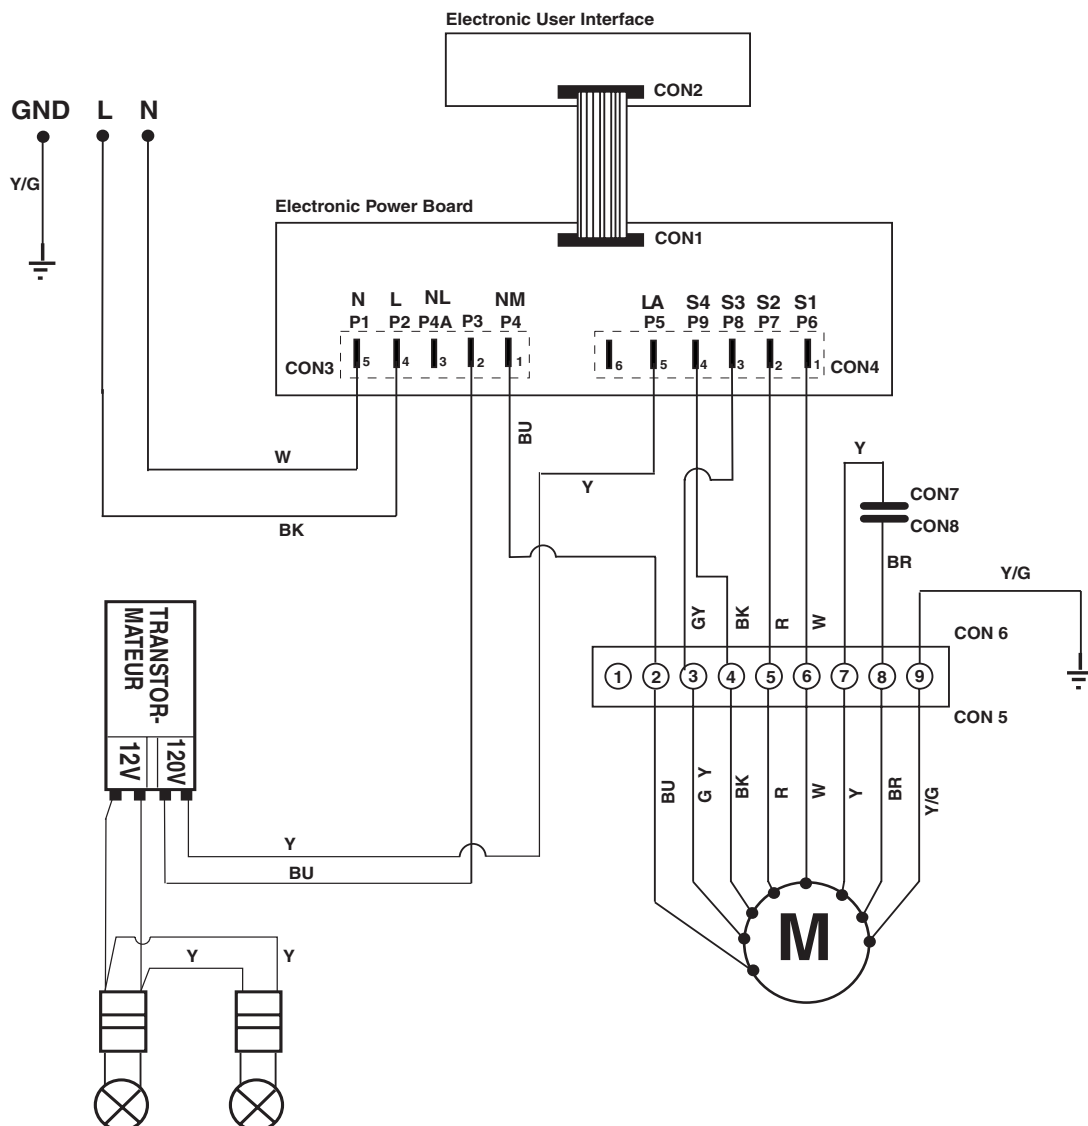 Electronic User Interface
CON2
GND L N
Y/G
Electronic Power Board
CON1
N L NL NM LA S4 S3 S2 S1
P1 P2 P4A P3 P4 P5 P9 P8 P7 P6
CON3 5 4 3 2 1 6 5 4 3 2 1 CON4
BU
W
Y
Y
BK
CON7
CON8
BR
Y/G
GY BK R W
CON 6
1 2 3 4 5 6 7 8 9
CON 5
TRANSTOR-
MATEUR
12V 120V
BU G Y BK R W Y BR Y/G
Y
BU
M
Y Y